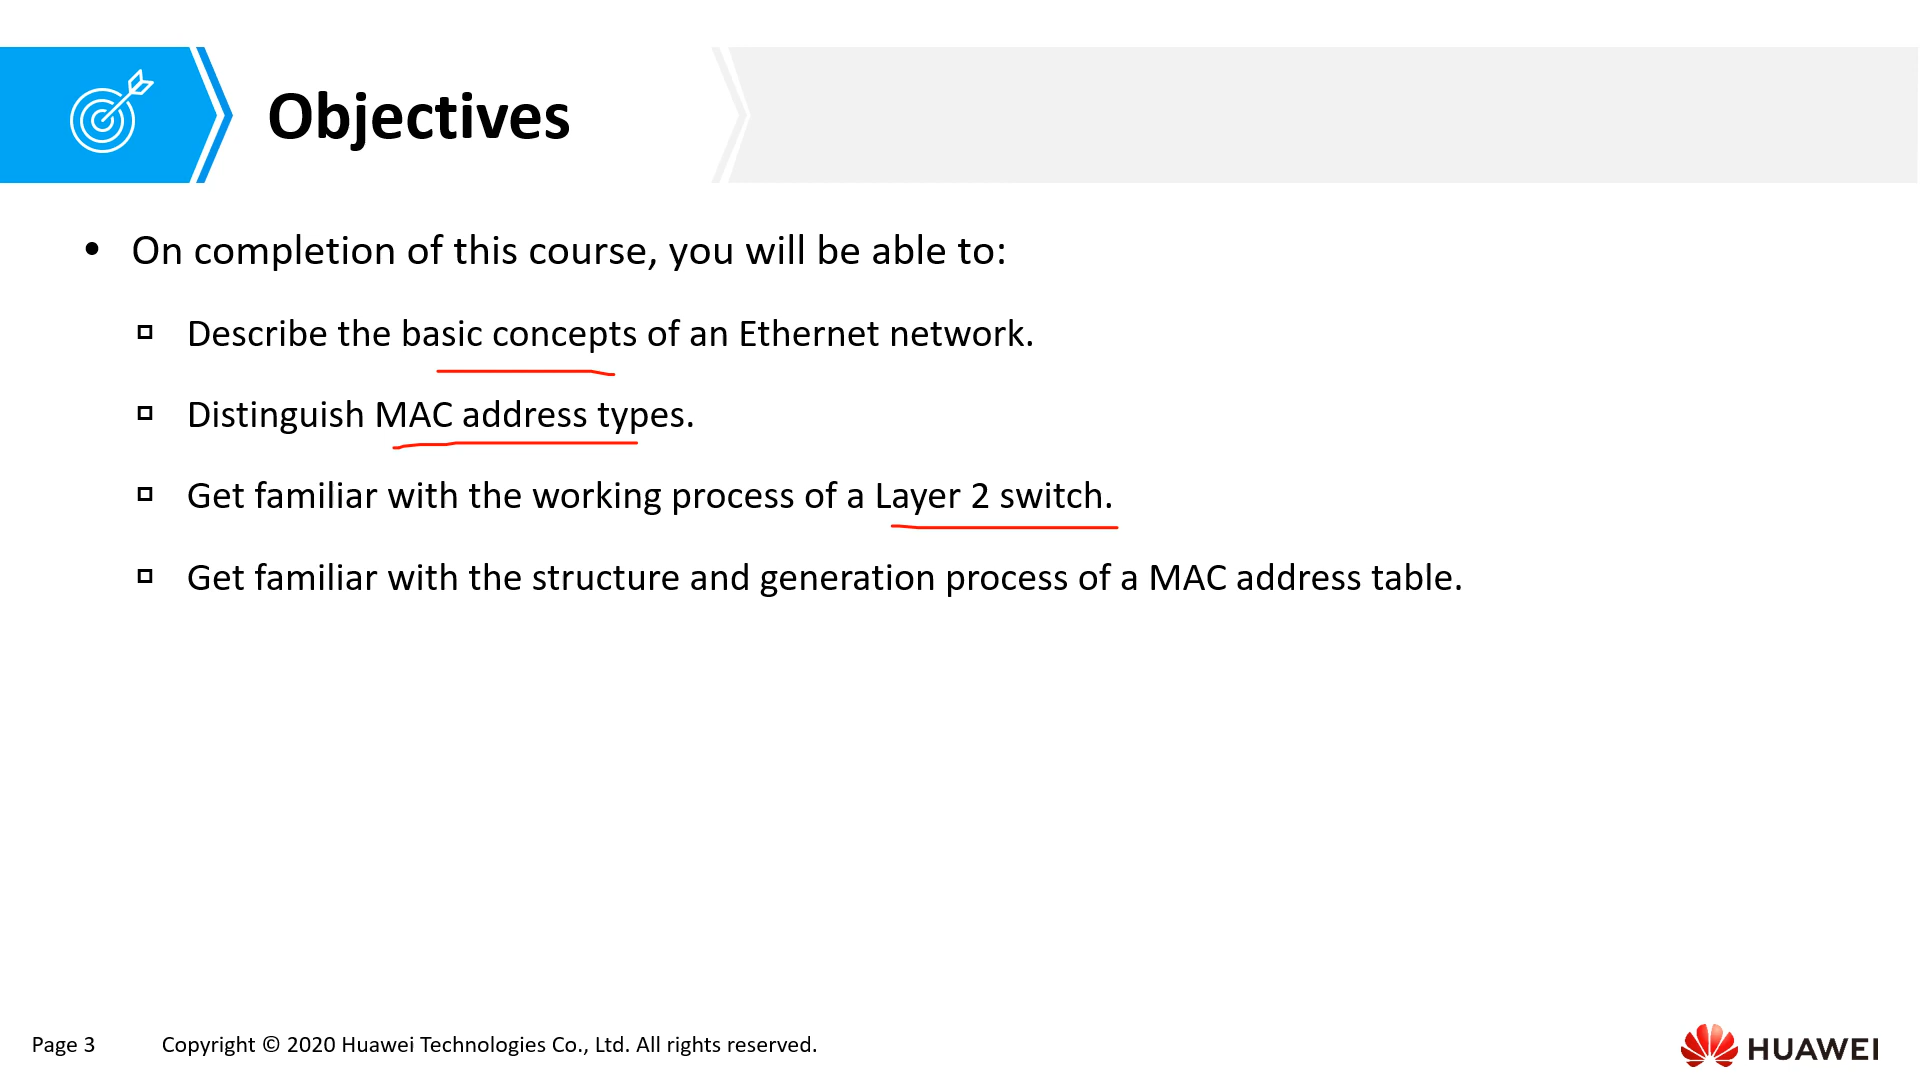 Objectives
• On completion of this course, you will be able to:
▫ Describe the basic concepts of an Ethernet network.
▫ Distinguish MAC address types.
▫ Get familiar with the working process of a Layer 2 switch.
▫ Get familiar with the structure and generation process of a MAC address table.
Page 3 Copyright © 2020 Huawei Technologies Co., Ltd. All rights reserved.
HUAWEI